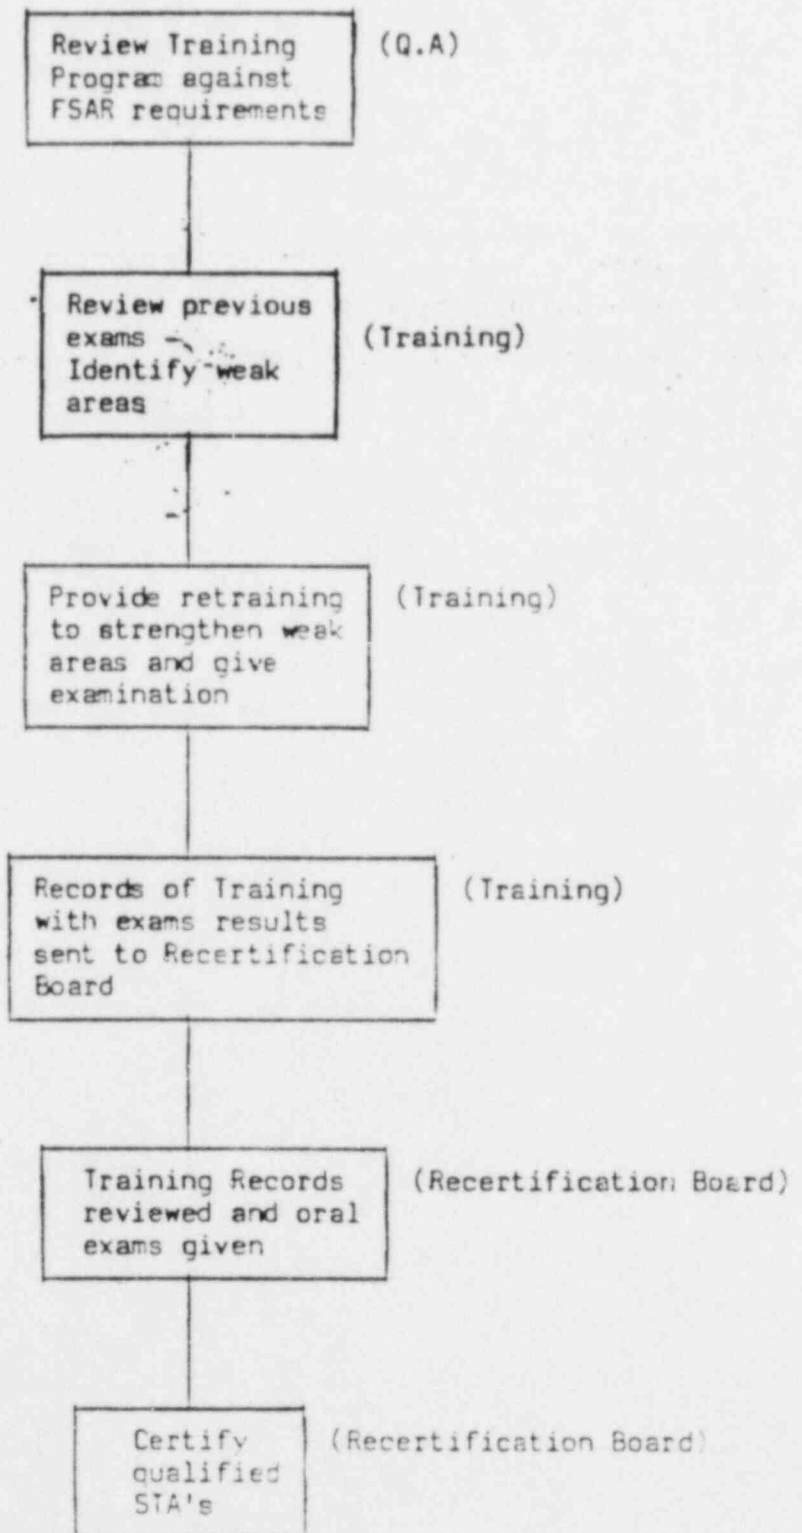 Review Training (Q.A)
Program against
FSAR requirements
Review previous
exams - (Training)
Identify weak
areas
Provide retraining (Training)
to strengthen weak
areas and give
examination
Records of Training (Training)
with exams results
sent to Recertification
Board
Training Records (Recertification Board)
reviewed and oral
exams given
Certify (Recertification Board)
qualified
STA's